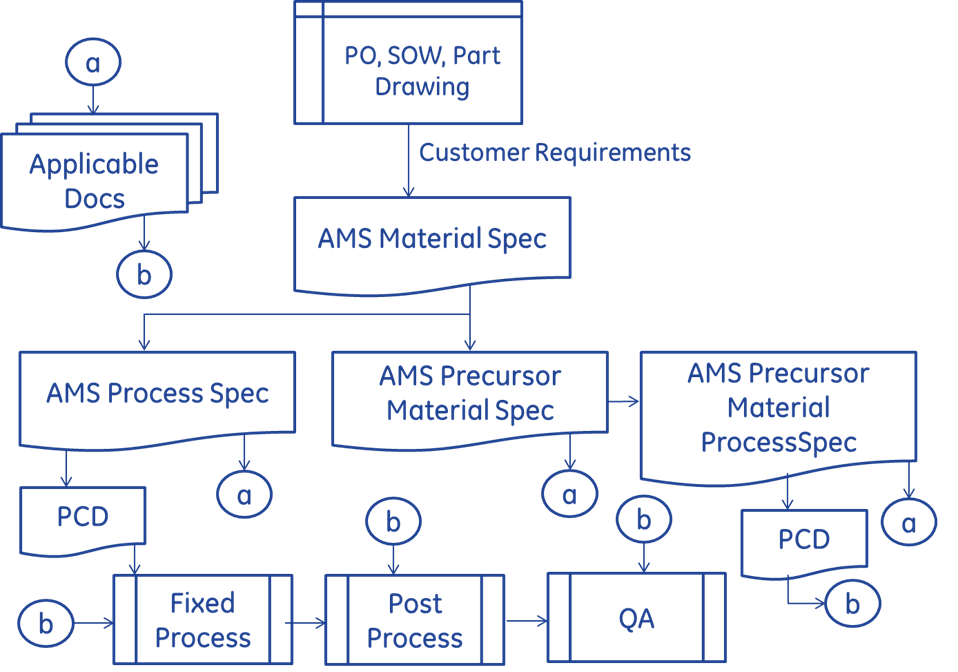 PO, SOW, Part
Drawing
a
Customer Requirements
Applicable
Docs
AMS Material Spec
b
AMS Process Spec
AMS Precursor
Material Spec
AMS Precursor
Material
ProcessSpec
a
a
a
PCD
b
b
PCD
b
Fixed
Process
Post
Process
QA
b